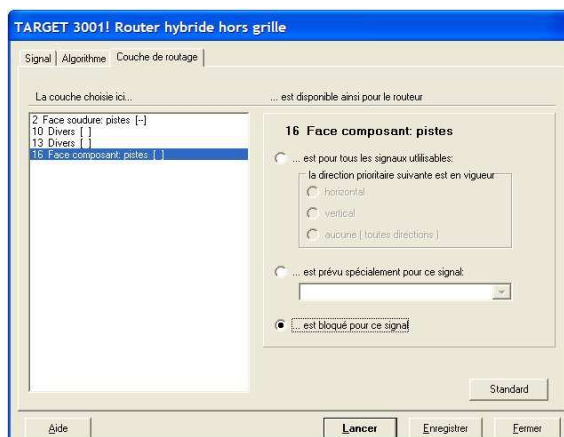 TARGET 3001! Router hybride hors grille
Signal Algorithme Couche de routage
La couche choisie ici... ... est disponible ainsi pour le routeur
2 Face soudure: pistes [--]
10 Divers [ ]
13 Divers [ ]
16 Face composant: pistes [ ]
16 Face composant: pistes
... est pour tous les signaux utilisables:
la direction prioritaire suivante est en vigueur
horizontal
vertical
aucune ( toutes directions )
... est prévu spécialement pour ce signal:
... est bloqué pour ce signal
Standard
Aide Lancer Enregistrer Fermer